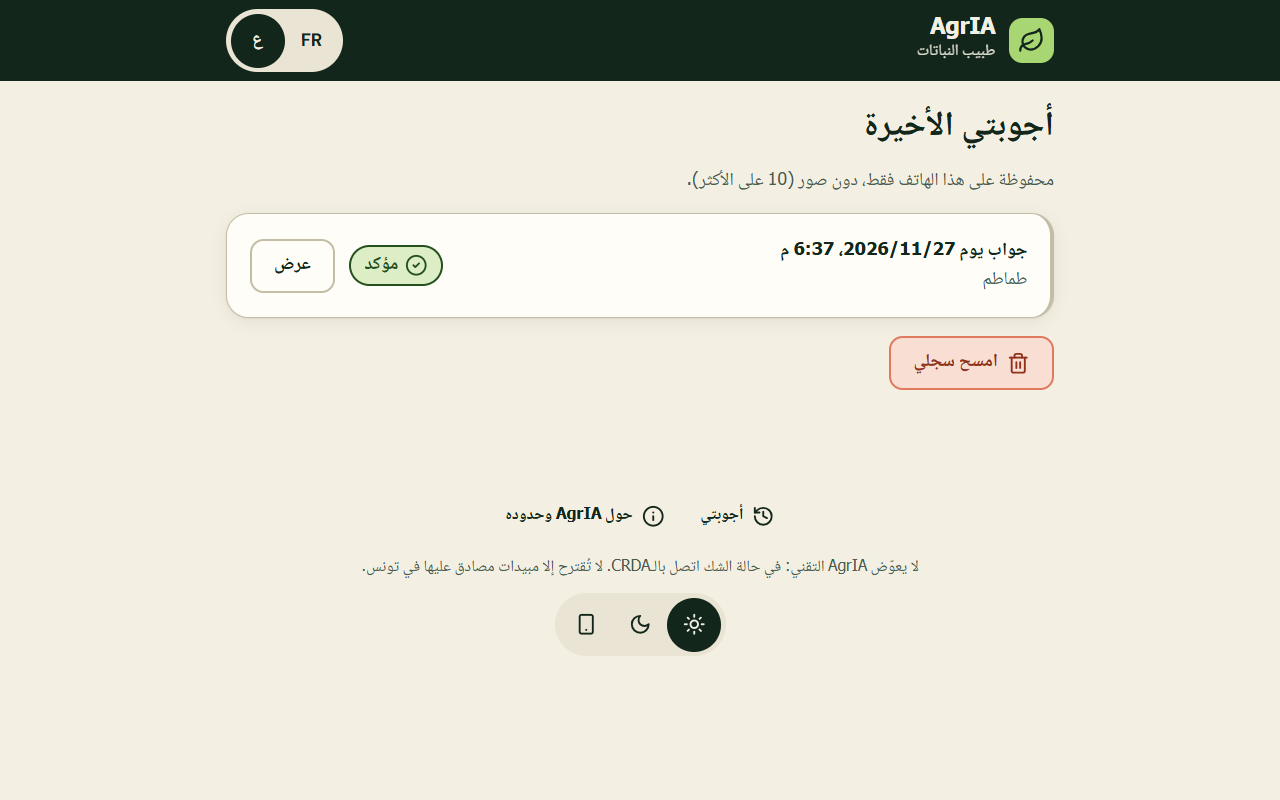 AgrIA
طبيب النباتات
FR
ع
أجوبتي الأخيرة
محفوظة على هذا الهاتف فقط، دون صور (10 على الأكثر).
جواب يوم 2026/11/27، 6:37 م
طماطم
مؤكد
عرض
امسح سجلي
أجوبتي
حول AgrIA وحدوده
لا يعوّض AgrIA التقني: في حالة الشك اتصل بالـCRDA. لا تُقترح إلا مبيدات مصادق عليها في تونس.